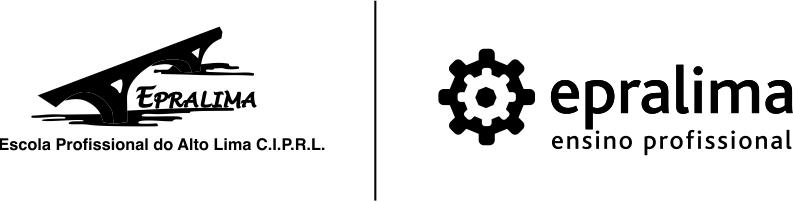 EPRALIMA
Escola Profissional do Alto Lima C.I.P.R.L.
epralima
ensino profissional